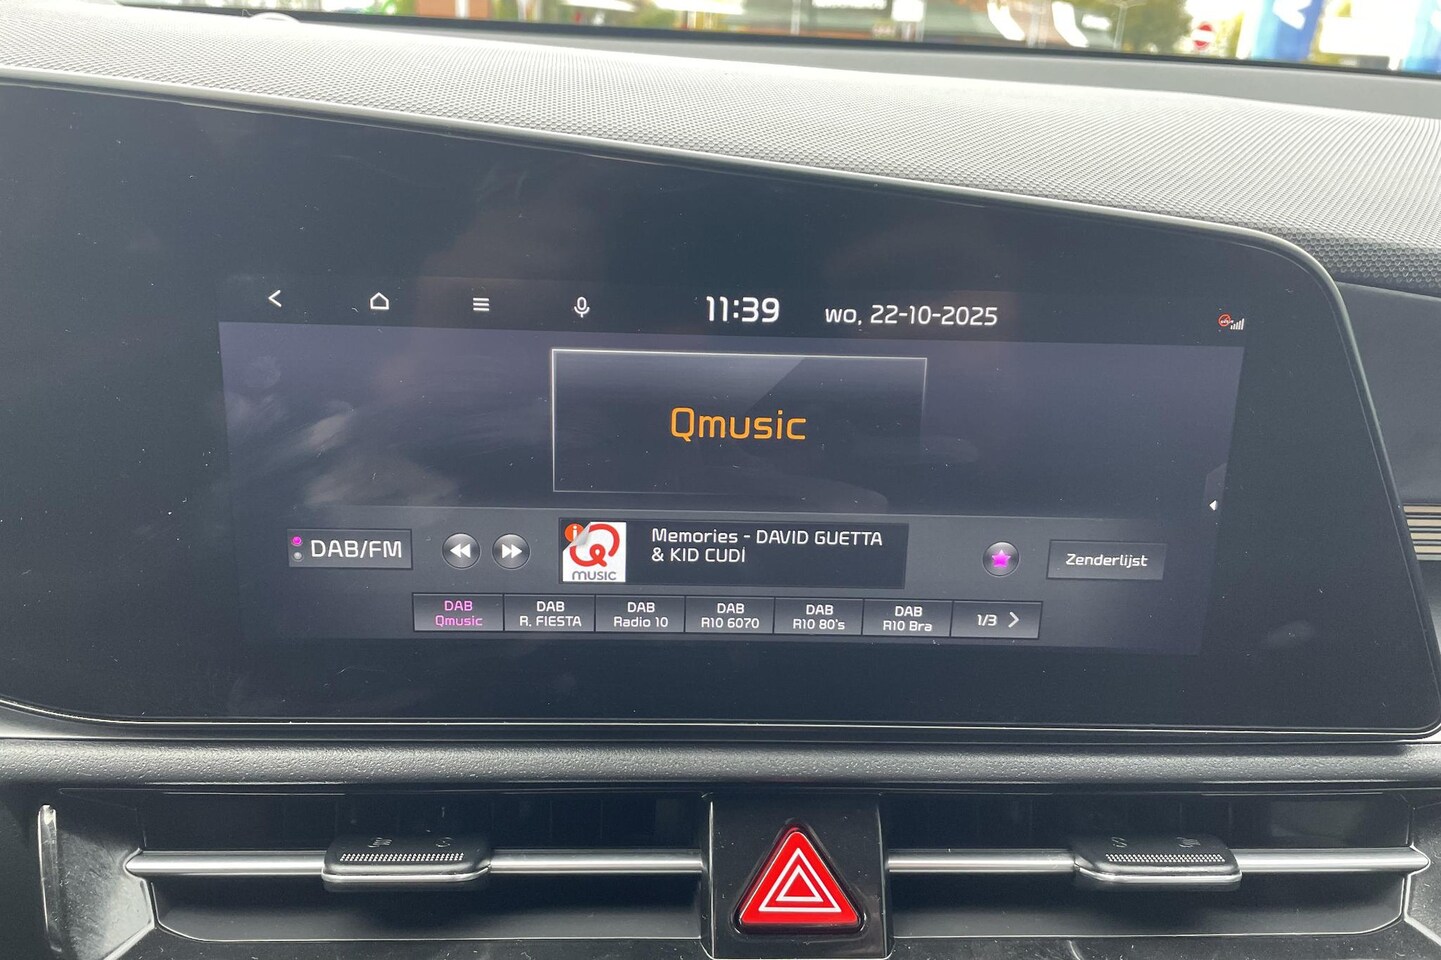 11:39 wo, 22-10-2025
Qmusic
DAB/FM
MUSIC
Memories - DAVID GUETTA
& KID CUDI
Zenderlijst
DAB
Qmusic
DAB
R. FIESTA
DAB
Radio 10
DAB
R10 6070
DAB
R10 80's
DAB
R10 Bra
1/3